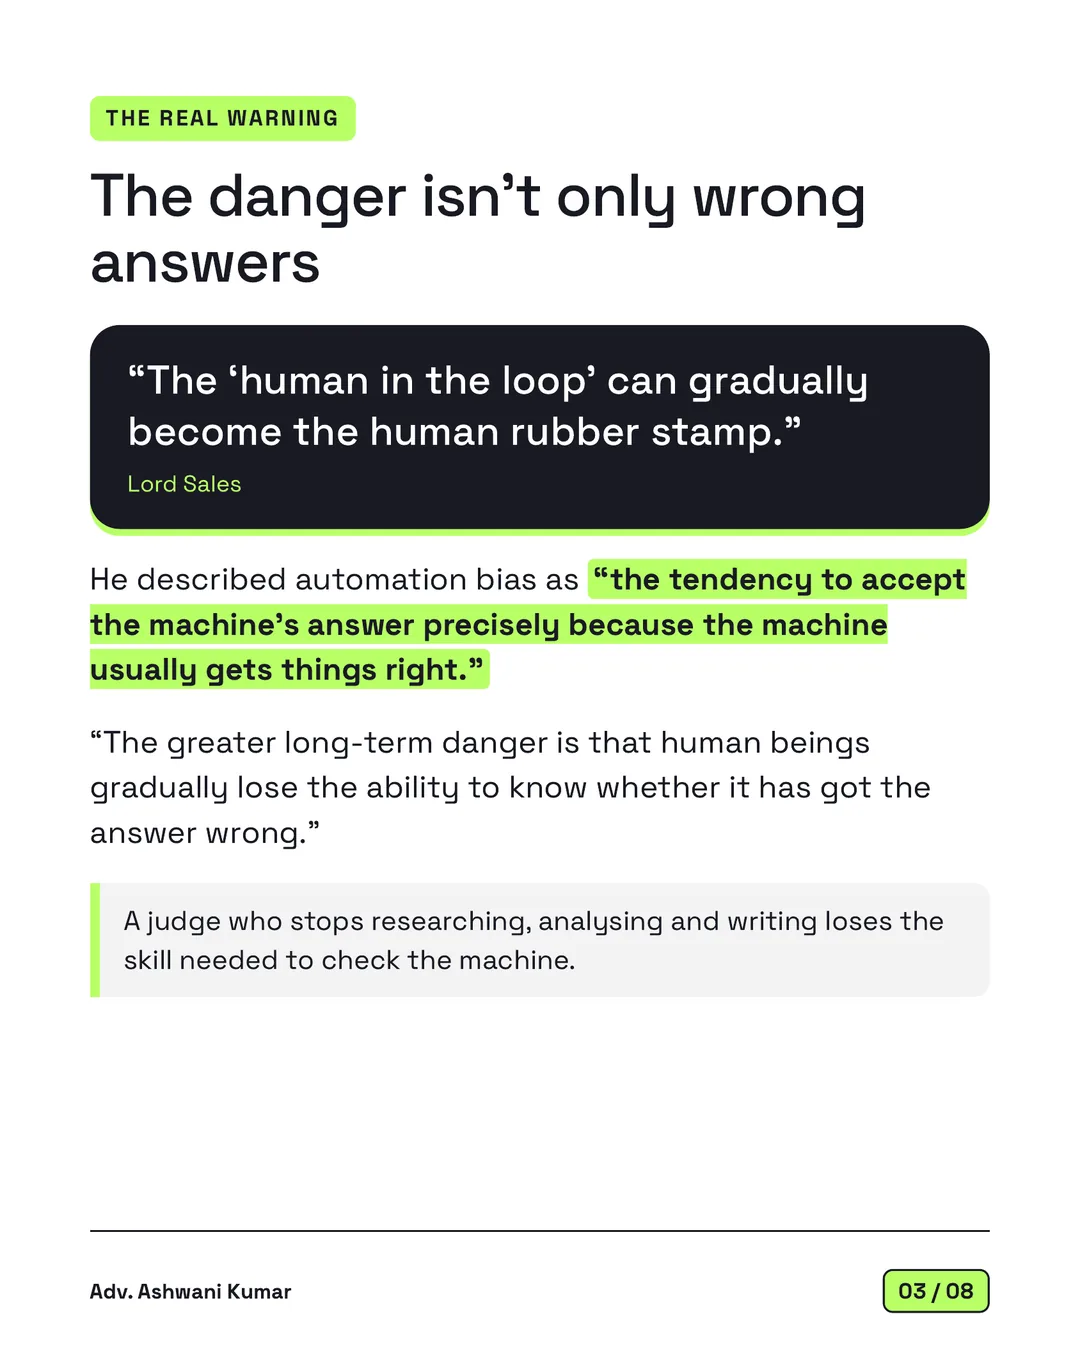 THE REAL WARNING
The danger isn’t only wrong
answers
“The ‘human in the loop’ can gradually
become the human rubber stamp.”
Lord Sales
He described automation bias as “the tendency to accept
the machine’s answer precisely because the machine
usually gets things right.”
“The greater long-term danger is that human beings
gradually lose the ability to know whether it has got the
answer wrong.”
A judge who stops researching, analysing and writing loses the
skill needed to check the machine.
Adv. Ashwani Kumar
03 / 08